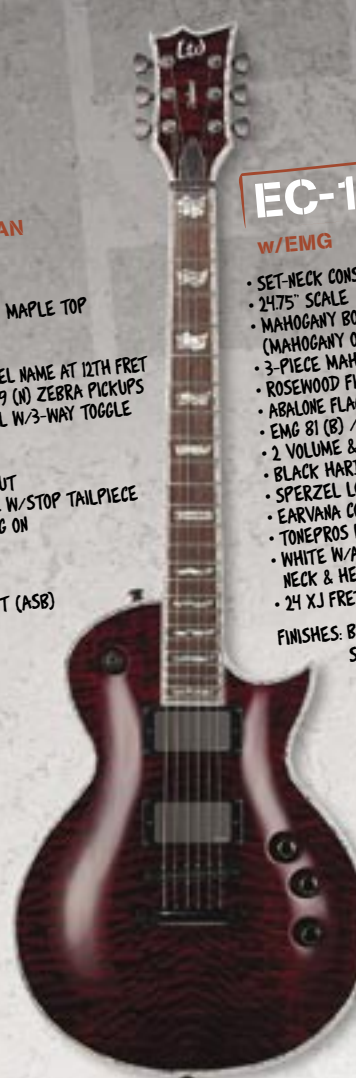 Ltd
AN
MAPLE TOP
EL NAME AT 12TH FRET
9 (N) ZEBRA PICKUPS
L W/3-WAY TOGGLE
UT
W/STOP TAILPIECE
G ON
T (ASB)
EC-1
W/EMG
• SET-NECK CONS
• 24.75" SCALE
• MAHOGANY BO
(MAHOGANY O
• 3-PIECE MAH
• ROSEWOOD FI
• ABALONE FLA
• EMG 81 (B) /
• 2 VOLUME &
• BLACK HAR
• SPERZEL LO
• EARVANA CO
• TONEPROS
• WHITE W/A
NECK & HE
• 24 XJ FRET
FINISHES: B
S